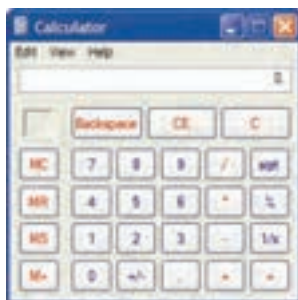 Calculator
Edit View Help
0.
Backspace CE C
MC 7 8 9 / sqrt
MR 4 5 6 * %
MS 1 2 3 - 1/x
M+ 0 +/- . + =